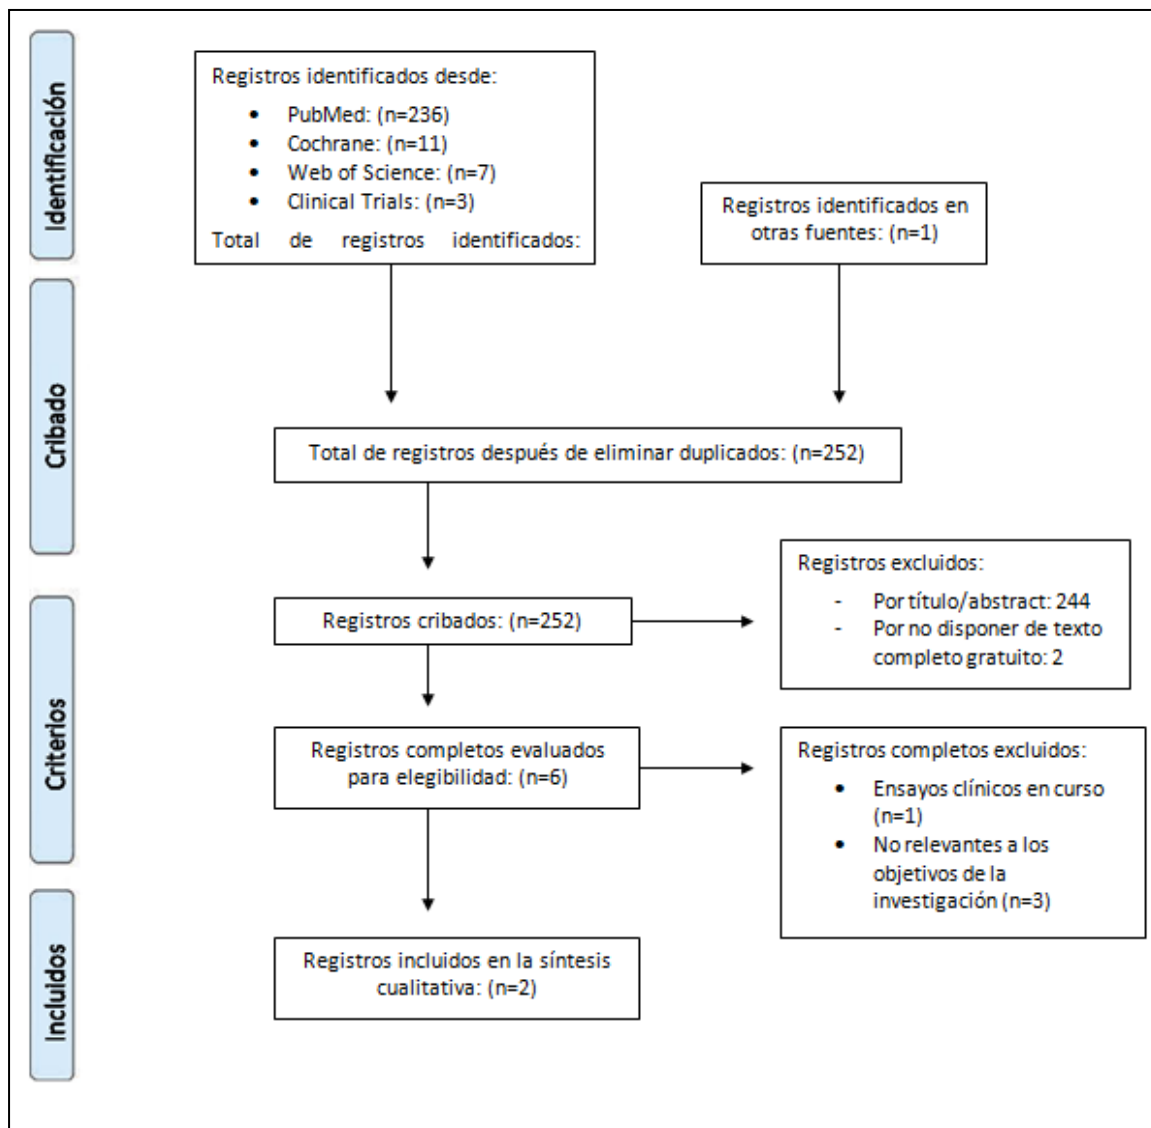 Identificación
Registros identificados desde:
• PubMed: (n=236)
• Cochrane: (n=11)
• Web of Science: (n=7)
• Clinical Trials: (n=3)
Total de registros identificados:
Registros identificados en
otras fuentes: (n=1)
Cribado
Total de registros después de eliminar duplicados: (n=252)
Registros cribados: (n=252)
Registros excluidos:
- Por título/abstract: 244
- Por no disponer de texto
completo gratuito: 2
Criterios
Registros completos evaluados
para elegibilidad: (n=6)
Registros completos excluidos:
• Ensayos clínicos en curso
(n=1)
• No relevantes a los
objetivos de la
investigación (n=3)
Incluidos
Registros incluidos en la síntesis
cualitativa: (n=2)